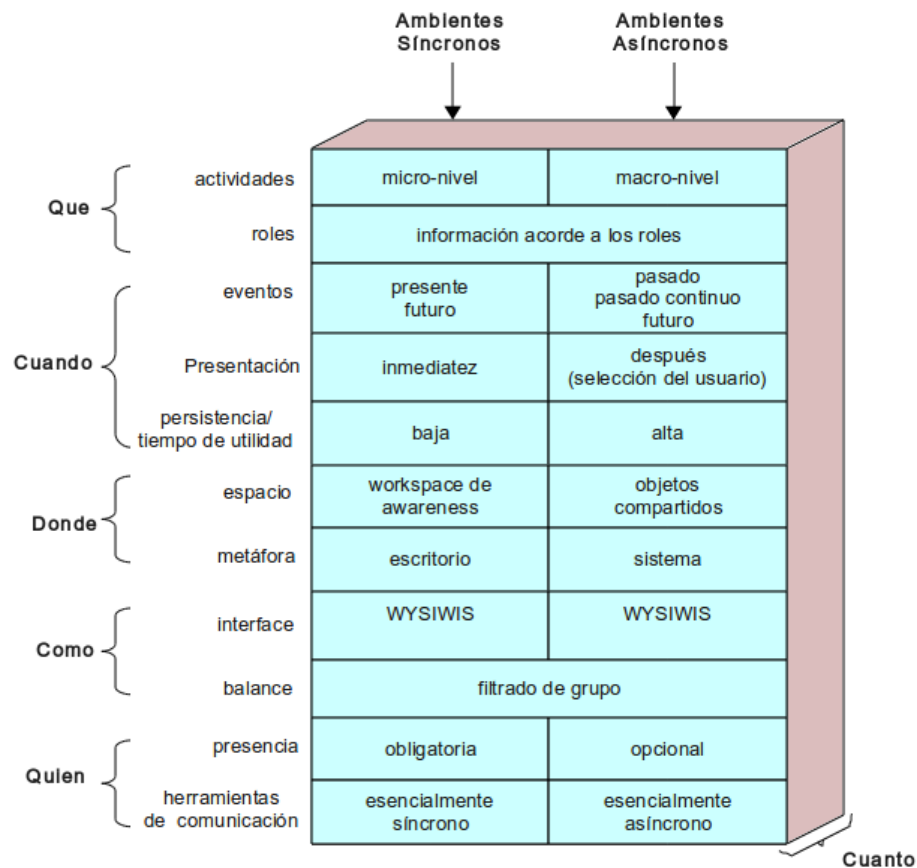 Ambientes
Síncronos
Ambientes
Asíncronos
Que
actividades
micro-nivel
macro-nivel
roles
información acorde a los roles
Cuando
eventos
presente
futuro
pasado
pasado continuo
futuro
Presentación
inmediatez
después
(selección del usuario)
persistencia/
tiempo de utilidad
baja
alta
Donde
espacio
workspace de
awareness
objetos
compartidos
metáfora
escritorio
sistema
Como
interface
WYSIWIS
WYSIWIS
balance
filtrado de grupo
Quien
presencia
obligatoria
opcional
herramientas
de comunicación
esencialmente
síncrono
esencialmente
asíncrono
Cuanto